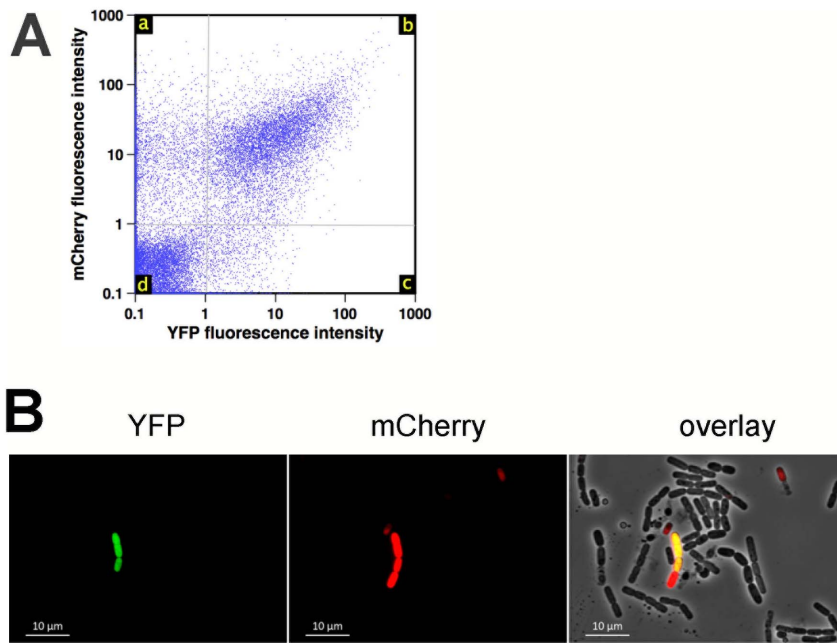 A
mCherry fluorescence intensity
1000
100
10
1
0.1
a
b
d
c
0.1
1
10
100
1000
YFP fluorescence intensity
B
YFP
mCherry
overlay
10 µm
10 µm
10 µm